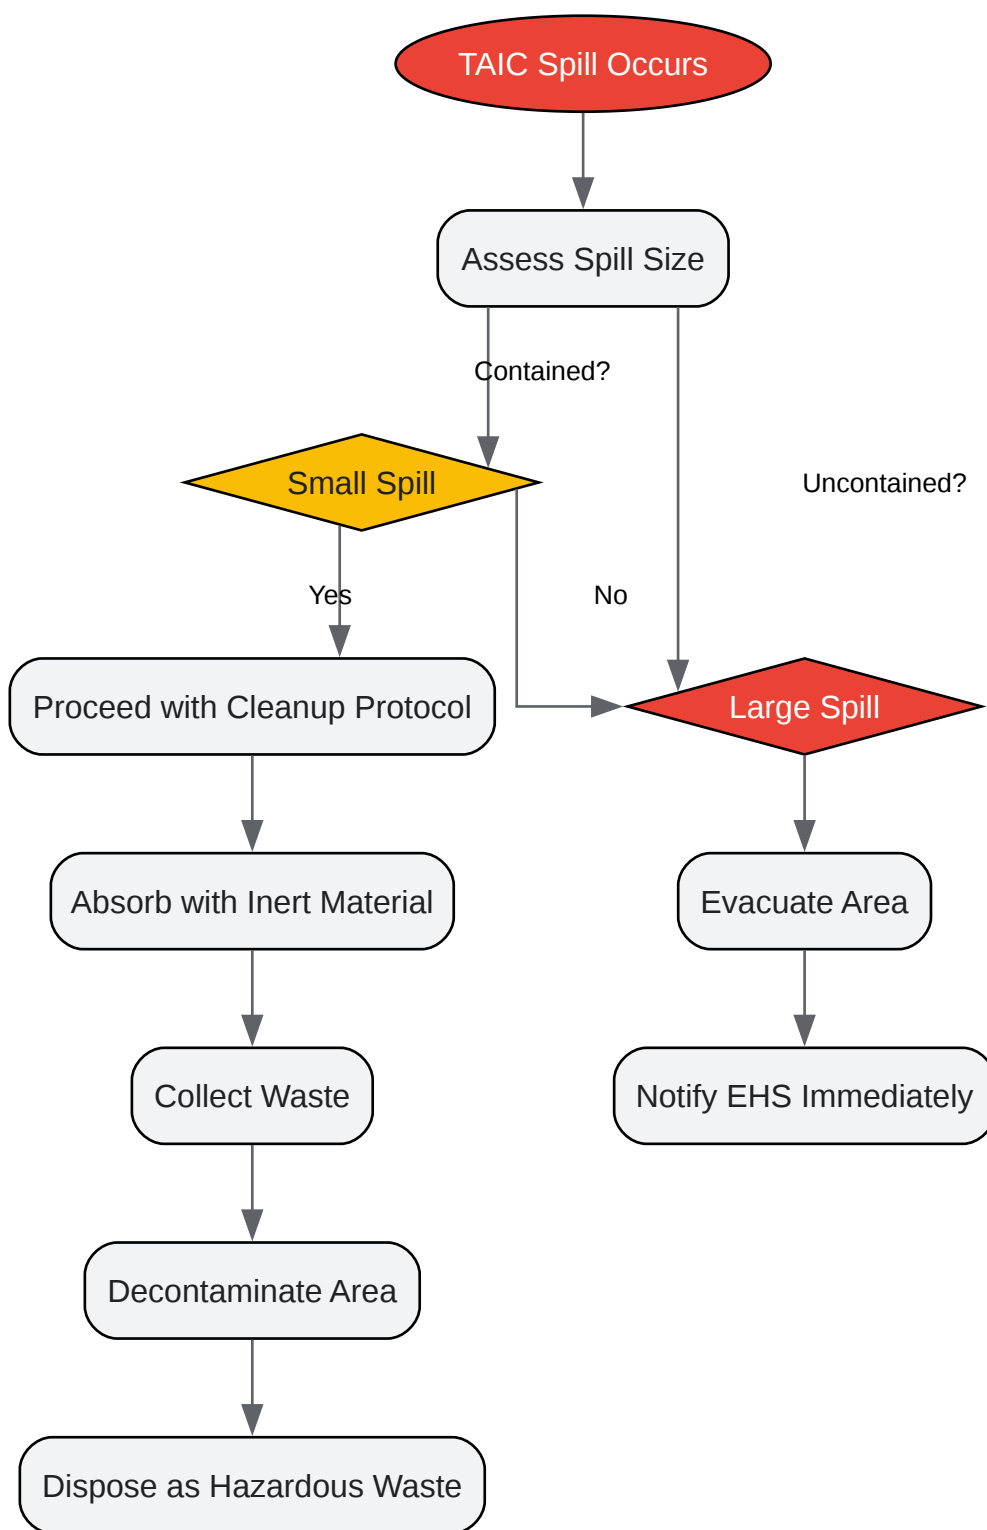 TAIC Spill Occurs
Assess Spill Size
Contained?
Small Spill
Uncontained?
Yes
No
Proceed with Cleanup Protocol
Large Spill
Absorb with Inert Material
Evacuate Area
Collect Waste
Notify EHS Immediately
Decontaminate Area
Dispose as Hazardous Waste